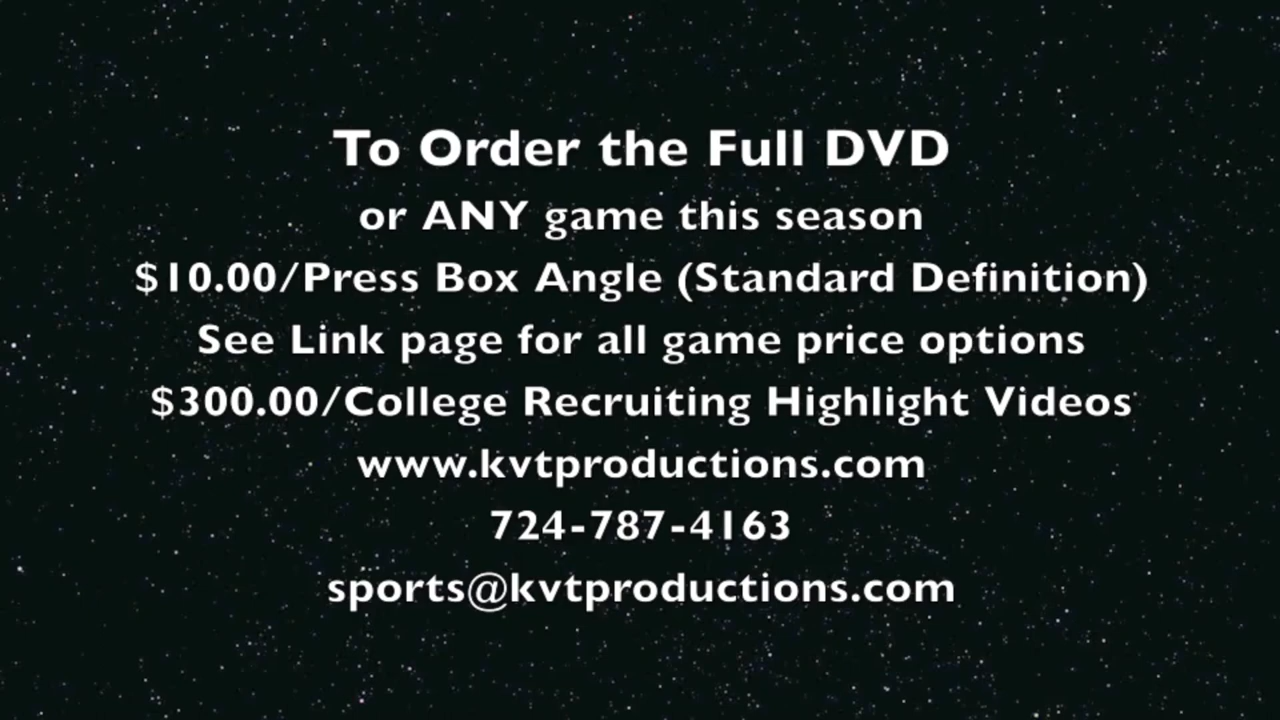 To Order the Full DVD
or ANY game this season
$10.00/Press Box Angle (Standard Definition)
See Link page for all game price options
$300.00/College Recruiting Highlight Videos
www.kvtproductions.com
724-787-4163
sports@kvtproductions.com